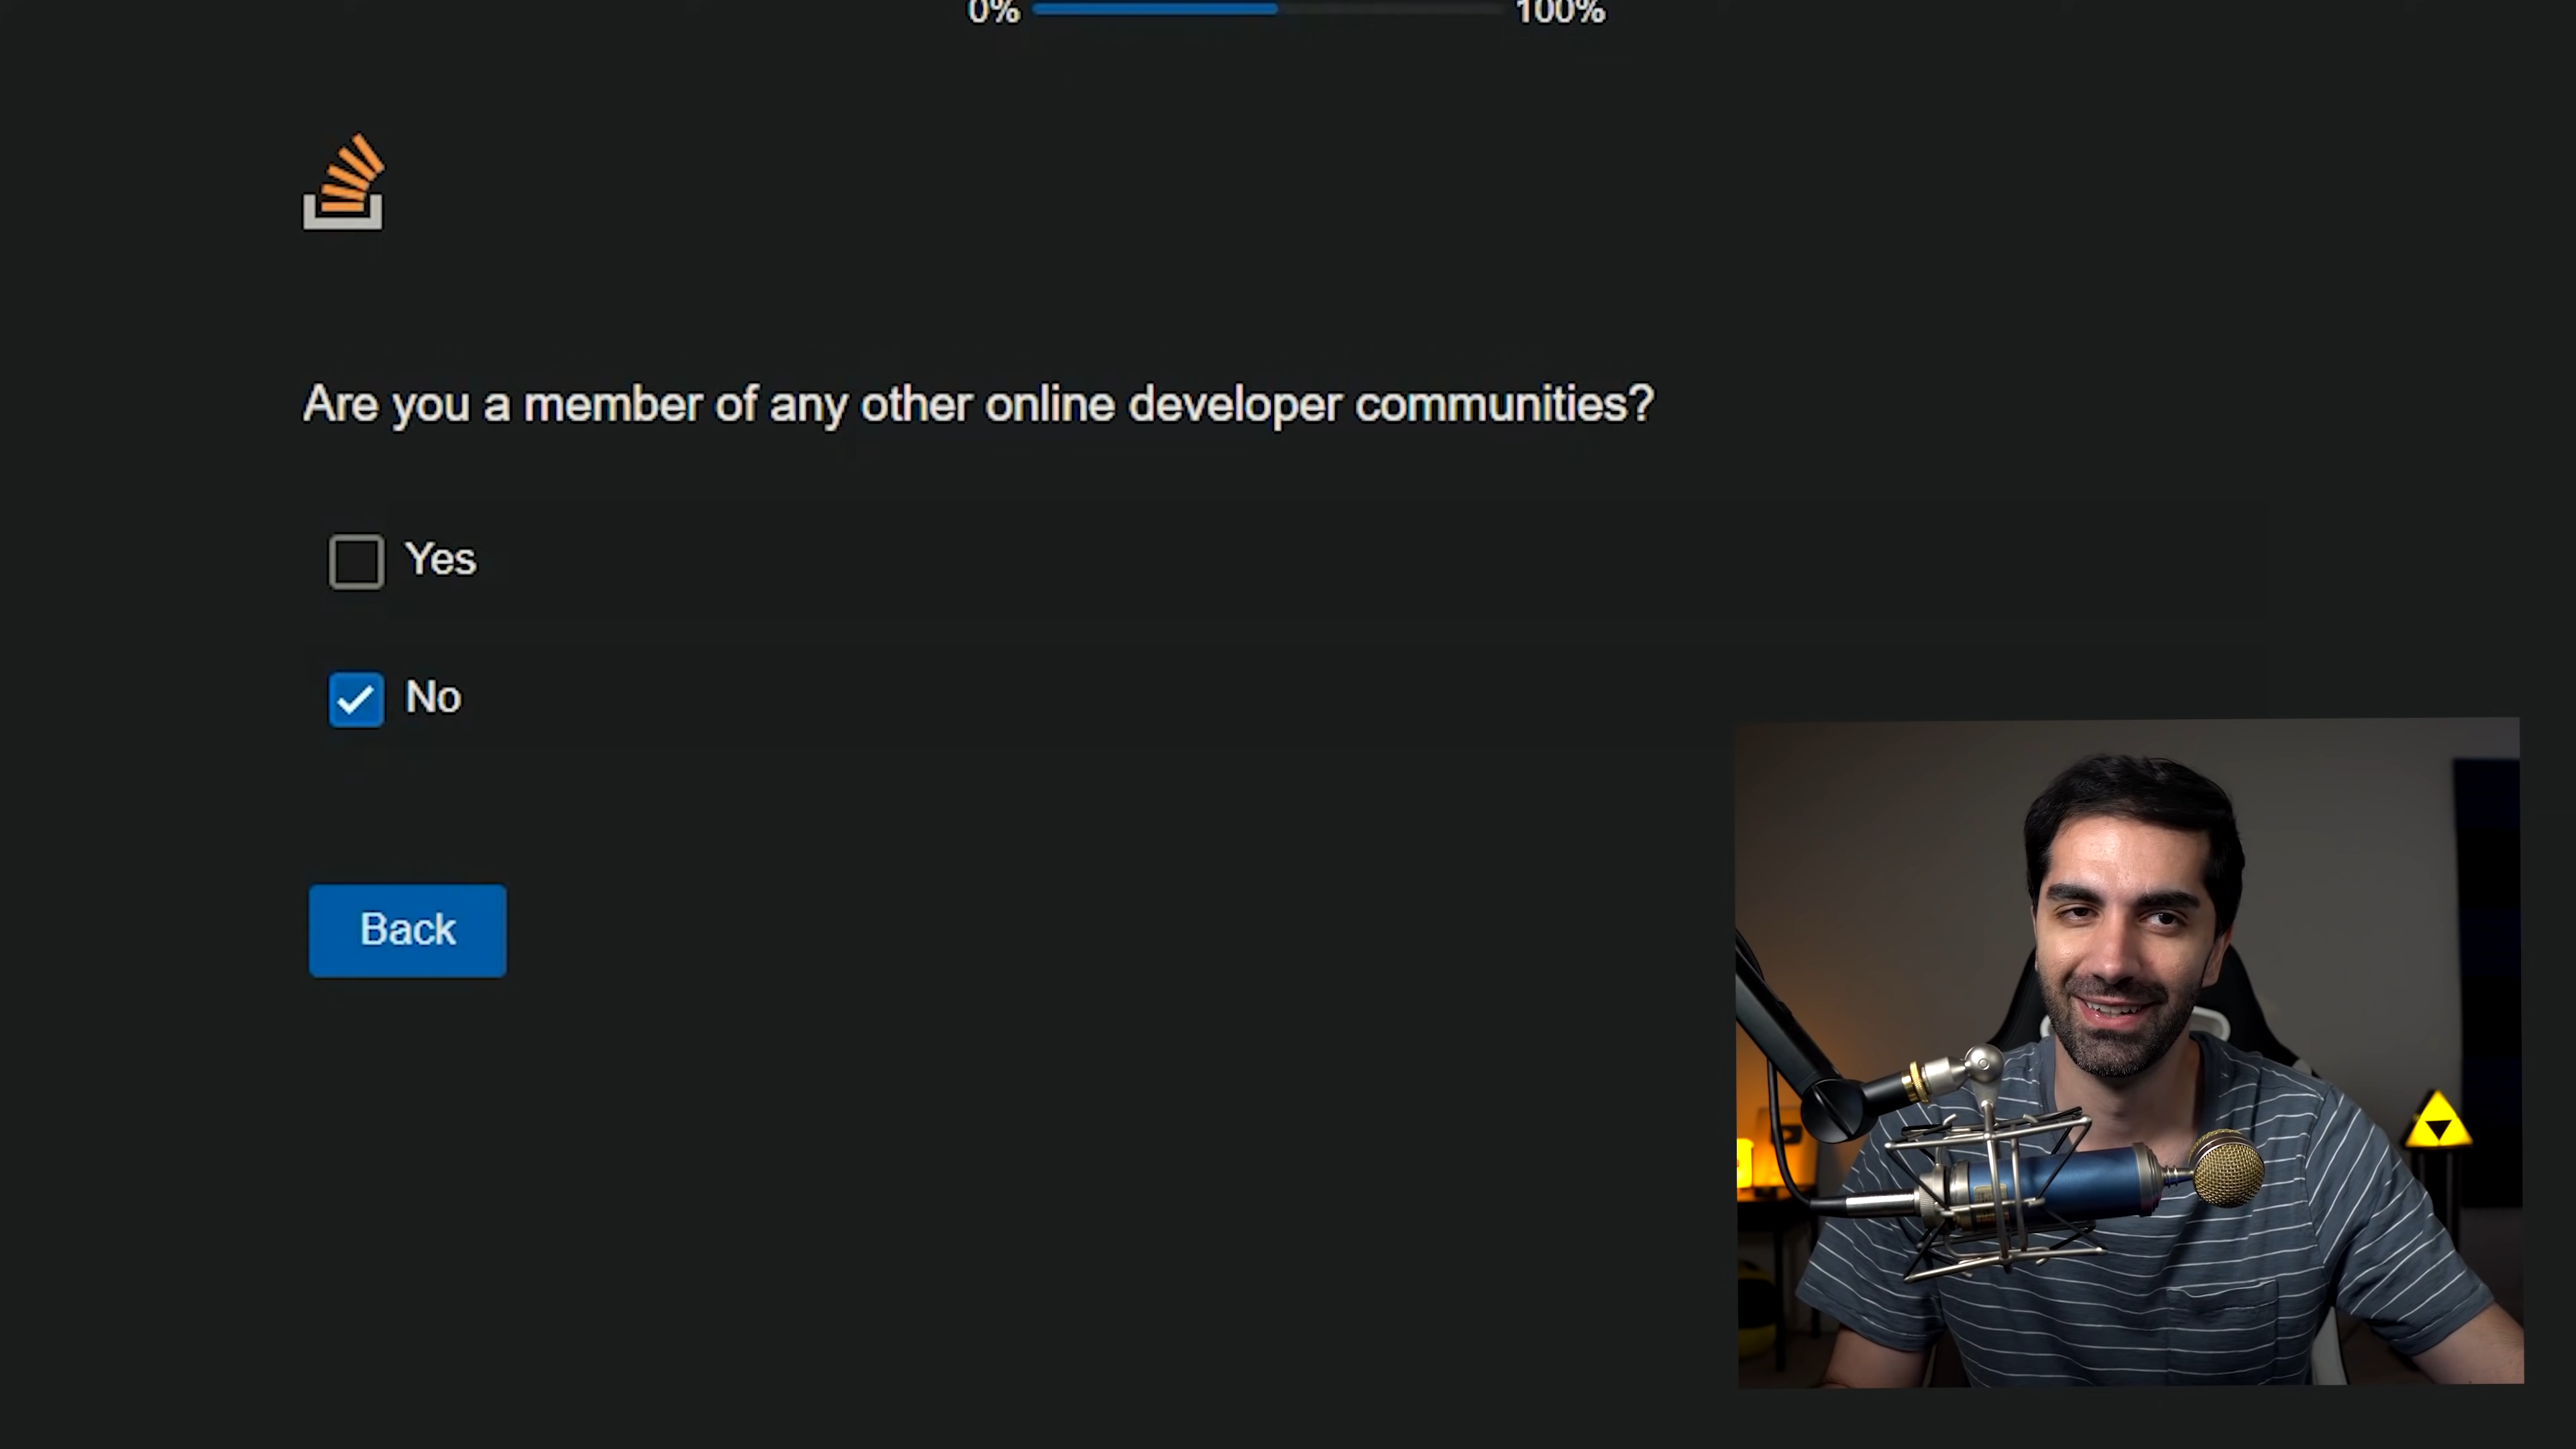 0% 100%
Are you a member of any other online developer communities?
Yes
No
Back